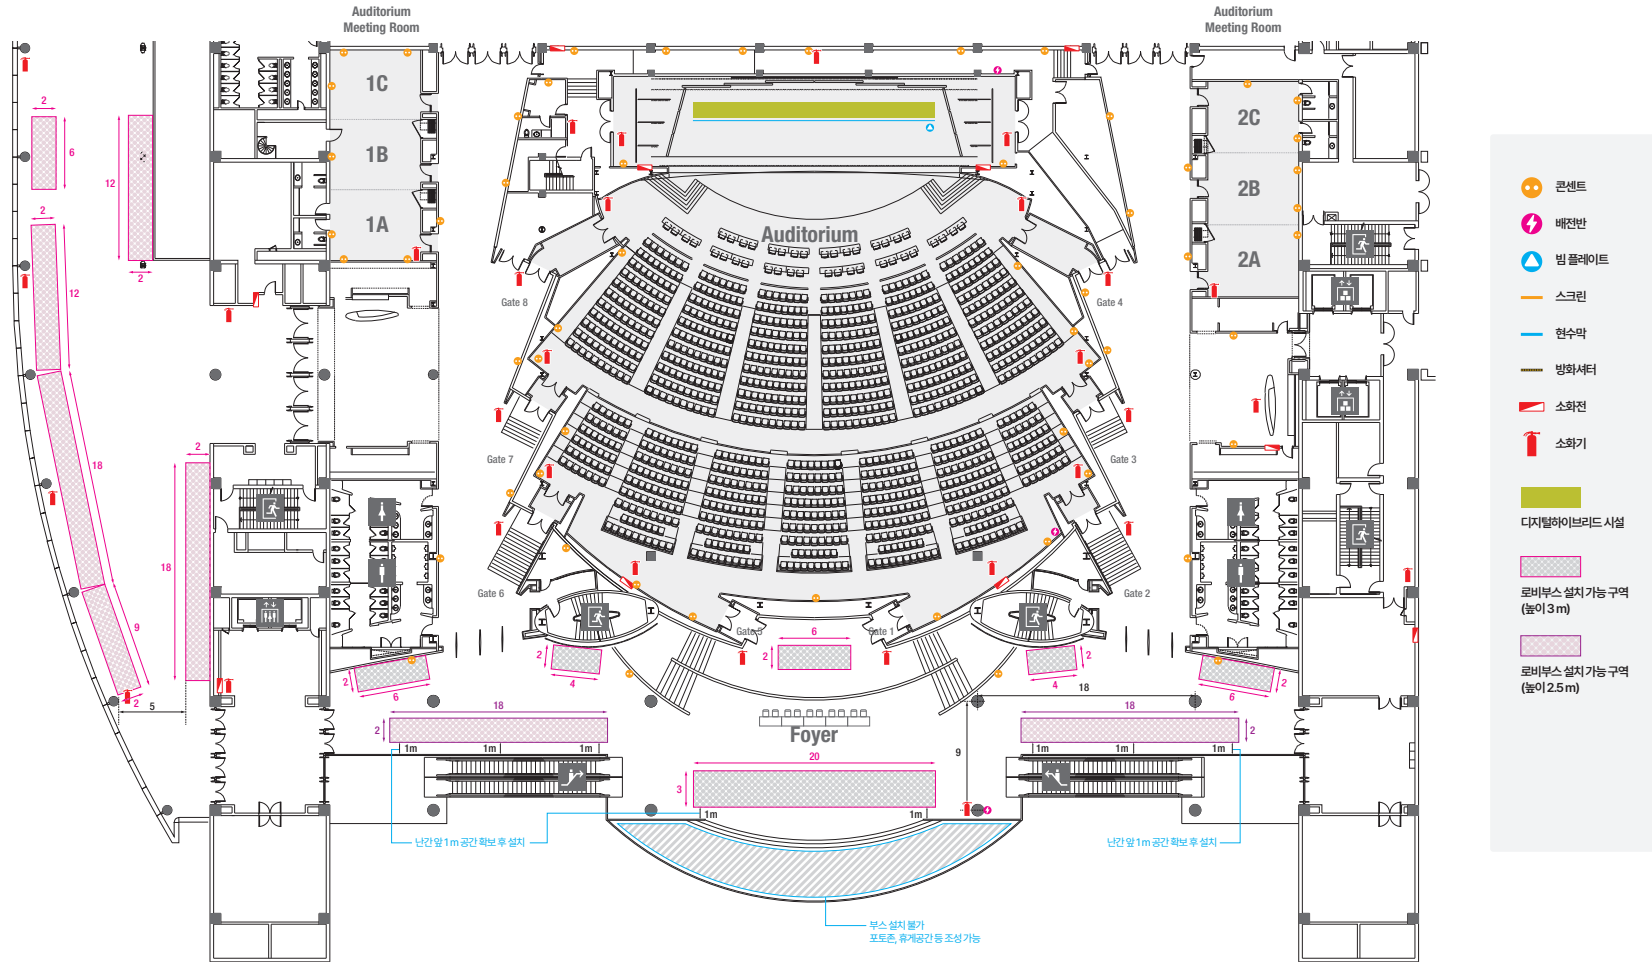 Auditorium
Meeting Room
Auditorium
Meeting Room
1C
1B
1A
2C
2B
2A
2
6
12
2
2
12
18
9
2
5
2
18
Auditorium
Gate 8
Gate 4
Gate 7
Gate 3
Gate 6
Gate 2
Gate 5
Gate 1
6
2
2
4
2
4
2
6
2
6
18
18
2
1m
1m
1m
18
2
1m
1m
1m
Foyer
9
20
3
1m
1m
난간 앞 1m 공간 확보 후 설치
난간 앞 1m 공간 확보 후 설치
부스 설치 불가
포토존, 휴게공간 등 조성 가능
콘센트
배전반
빔 플레이트
스크린
현수막
방화셔터
소화전
소화기
디지털하이브리드 시설
로비부스 설치 가능 구역
(높이 3 m)
로비부스 설치 가능 구역
(높이 2.5 m)